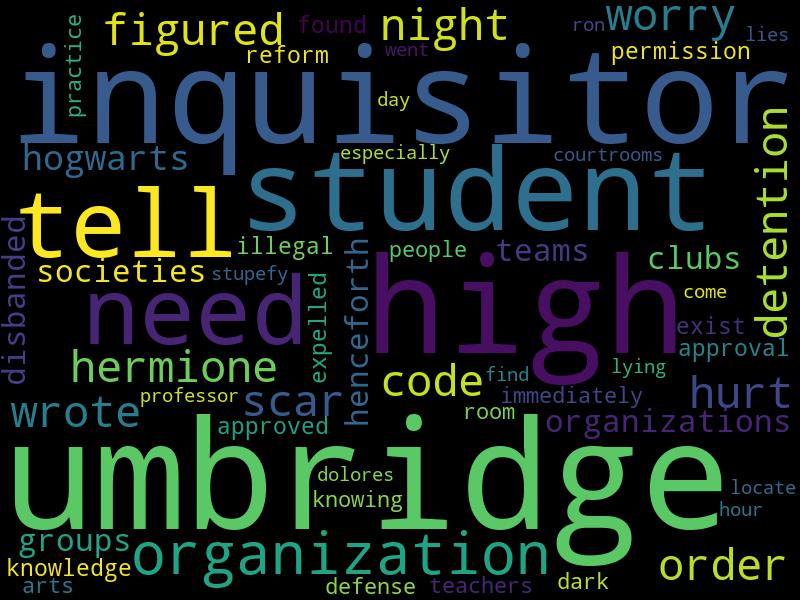 practice
figured
found
night
ron
worry
lies
reform
went
permission
inquisitor
day
hogwarts
especially
courtrooms
student
detention
tell
disbanded
illegal
henceforth
people
teams
clubs
societies
stupefy
high
come
need
expelled
exist
approval
hermione
code
find
lying
professor
scar
immediately
hurt
wrote
approved
room
organizations
umbridge
dolores
knowing
locate
hour
groups
organization
order
knowledge
arts
defense
teachers
dark